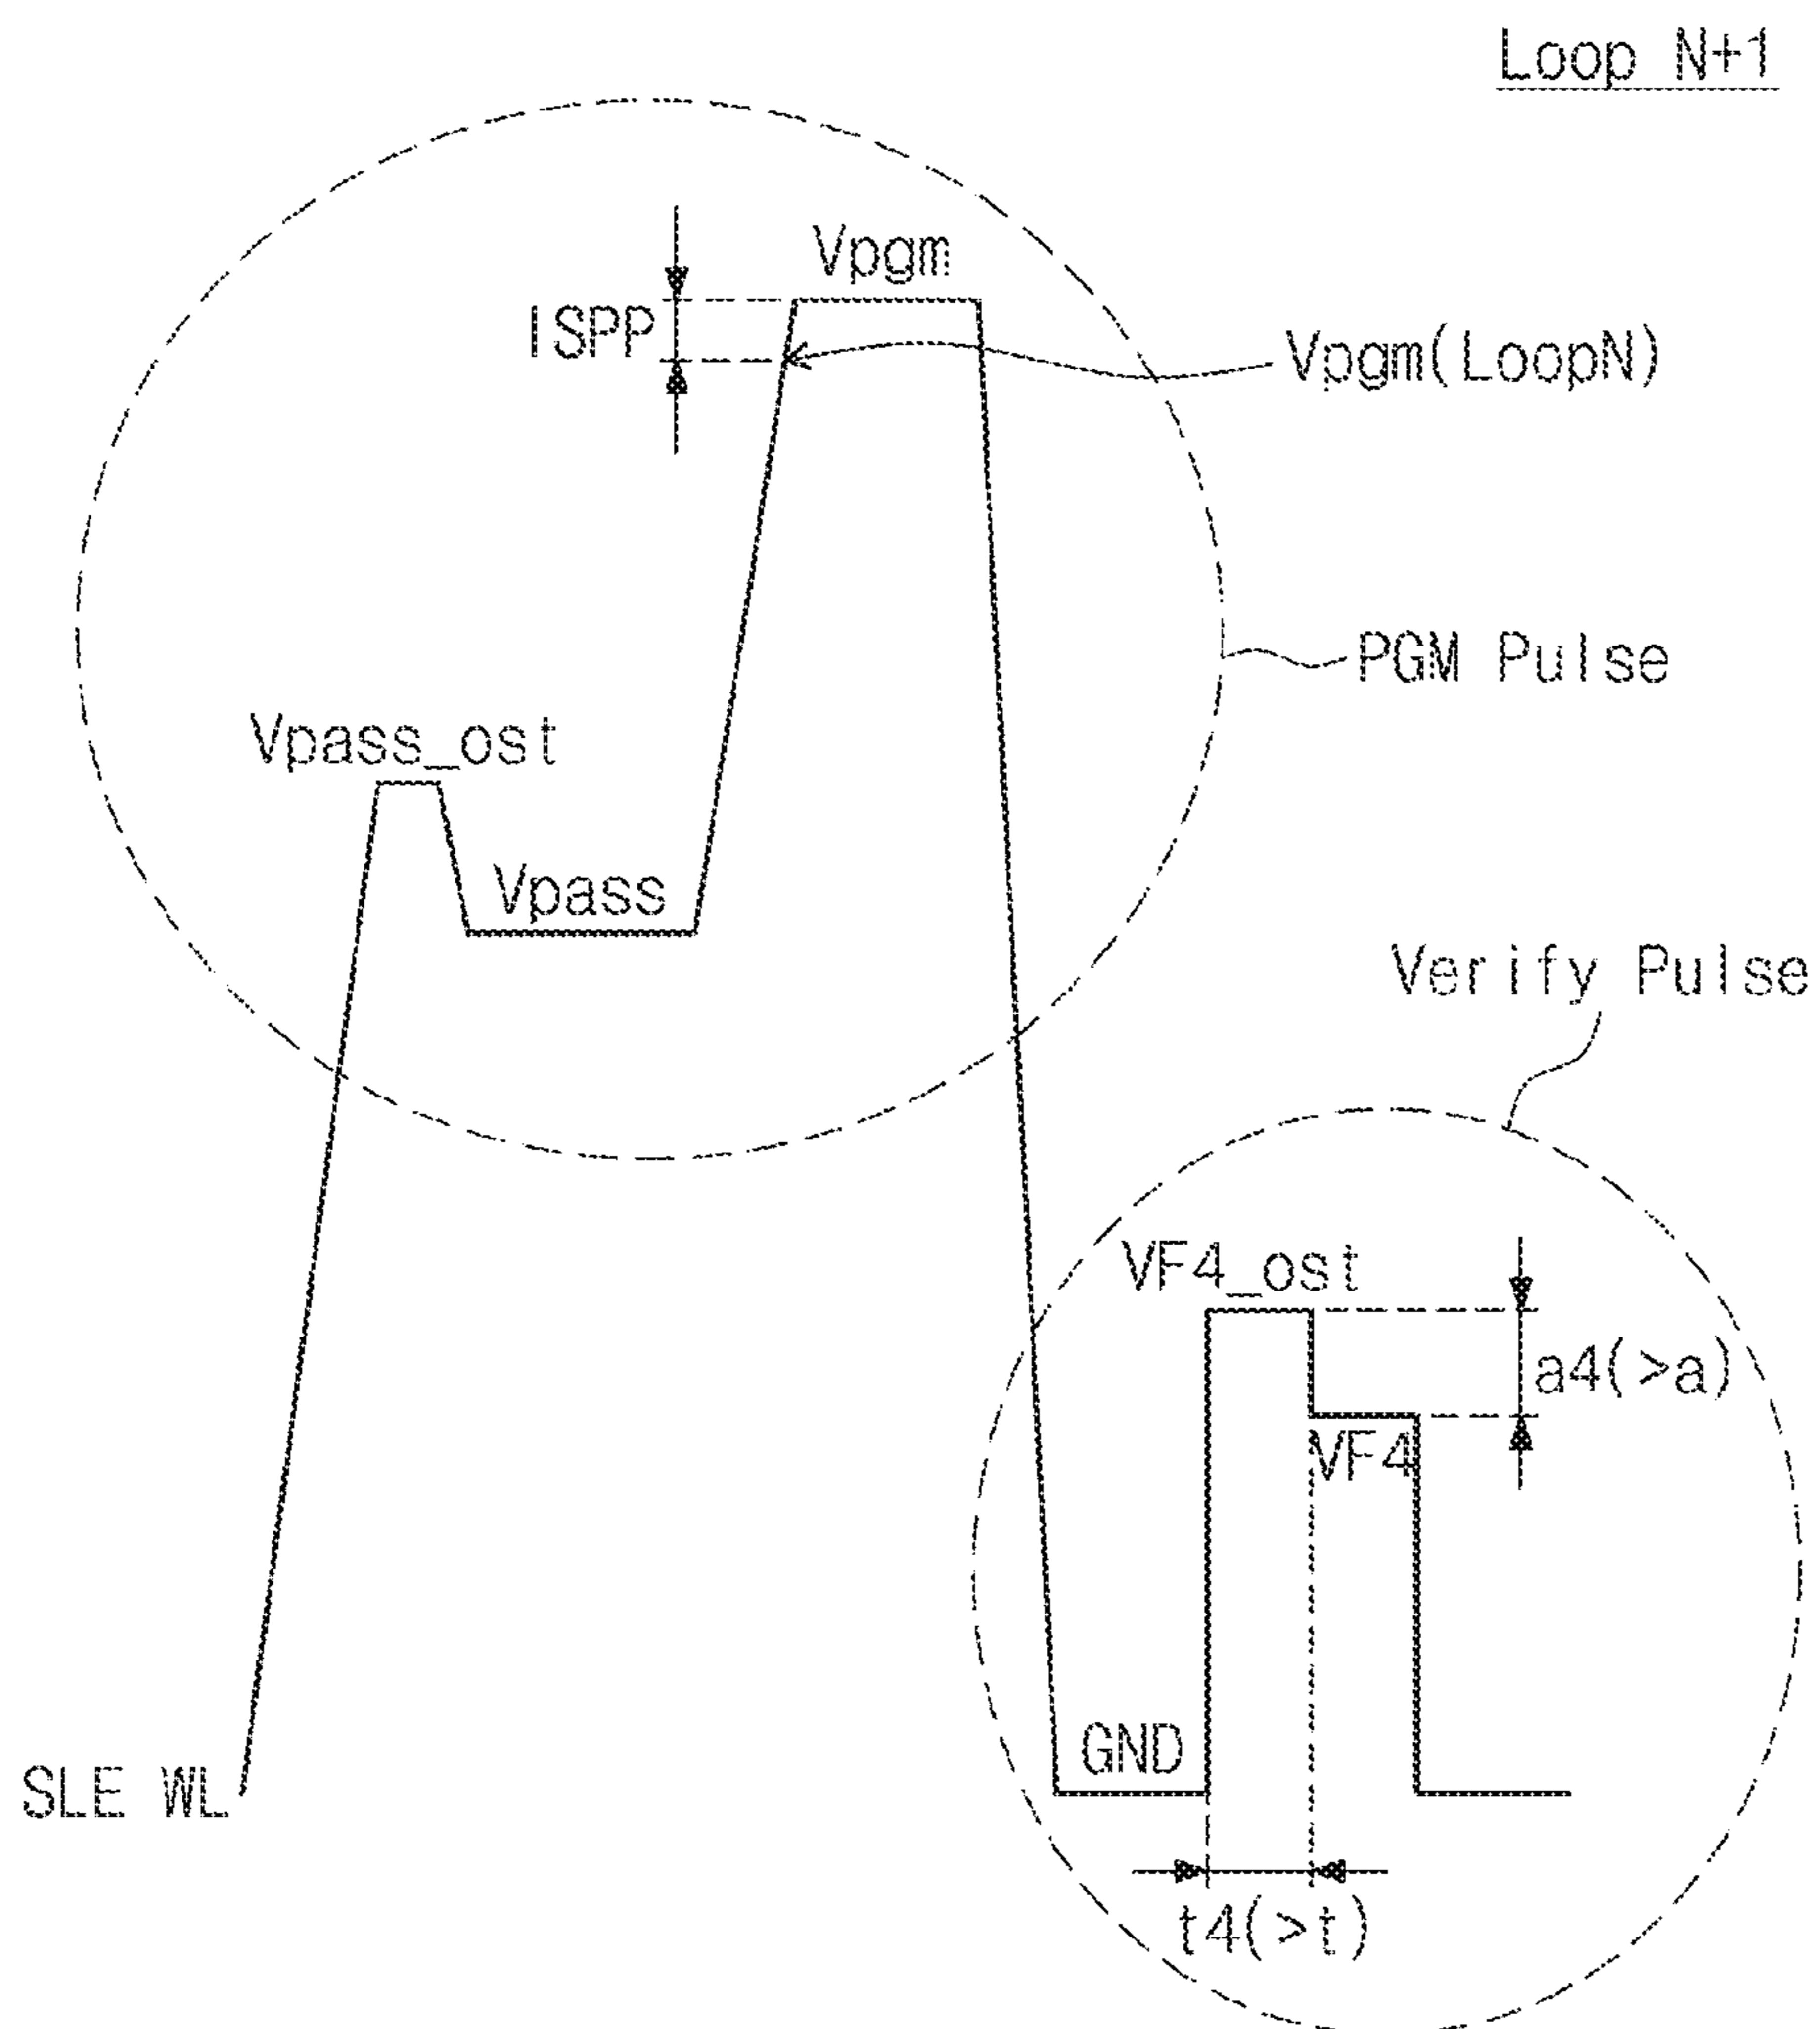 Loop N+1
Vpgm
ISPP
Vpgm(LoopN)
PGM Pulse
Vpass_ost
Vpass
Verify Pulse
VF4_ost
a4(>a)
VF4
GND
SLE WL
t4(>t)